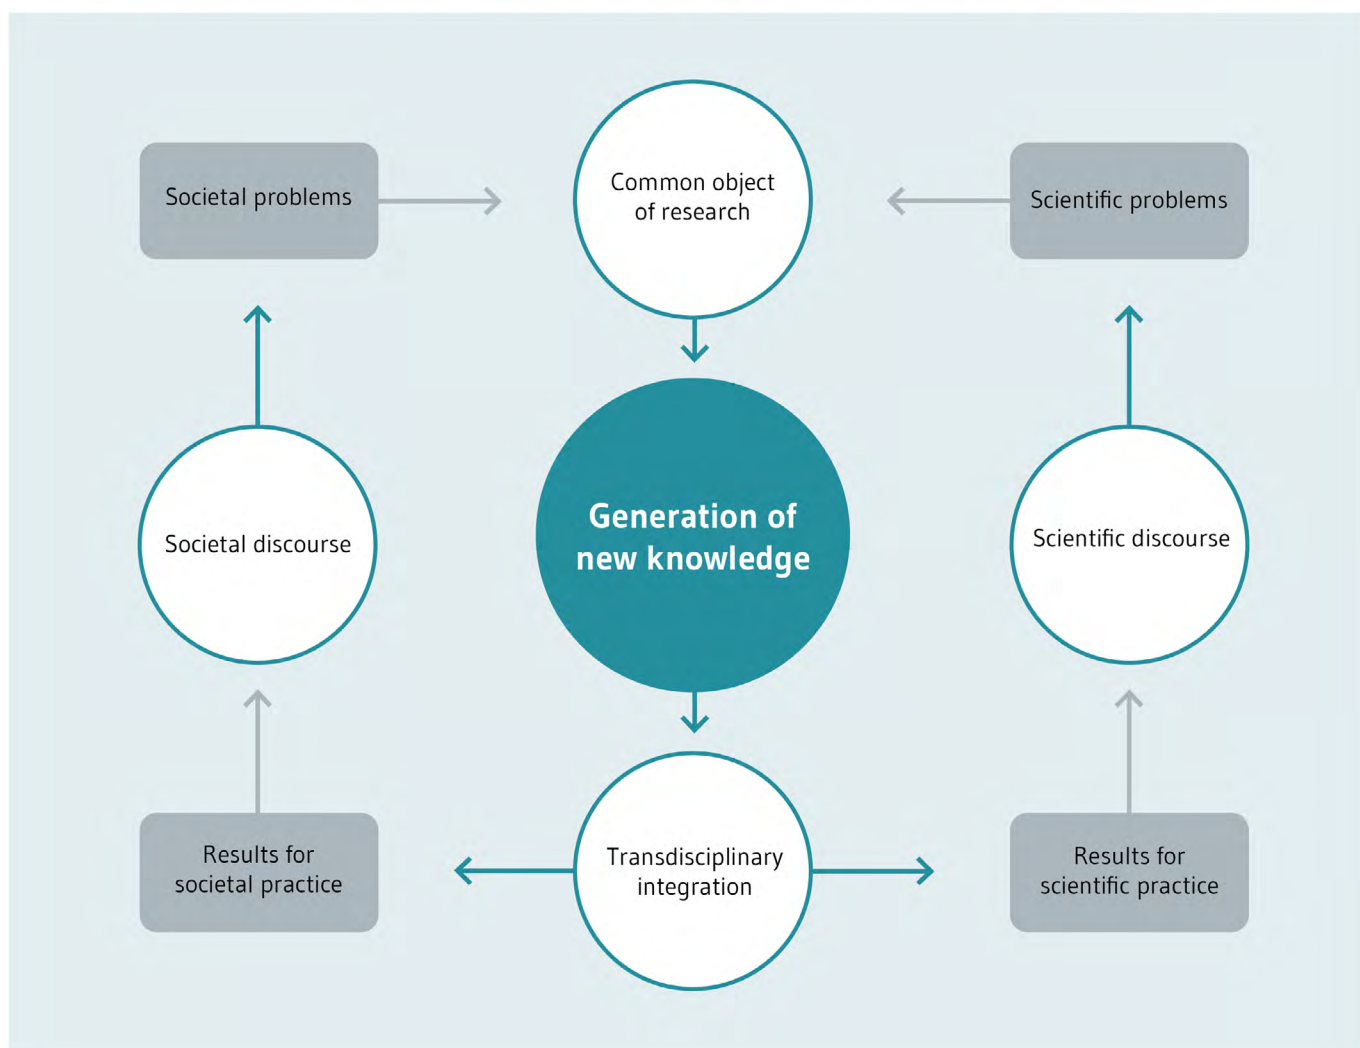 Common object
of research
Societal problems
Scientific problems
Generation of
new knowledge
Societal discourse
Scientific discourse
Transdisciplinary
integration
Results for
societal practice
Results for
scientific practice